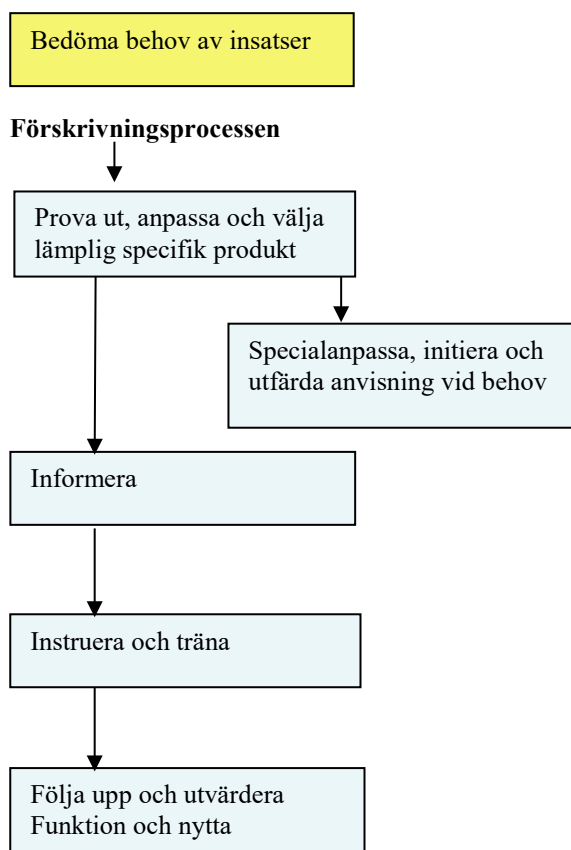 Bedöma behov av insatser
Förskrivningsprocessen
Prova ut, anpassa och välja
lämplig specifik produkt
Specialanpassa, initiera och
utfärda anvisning vid behov
Informera
Instruera och träna
Följa upp och utvärdera
Funktion och nytta